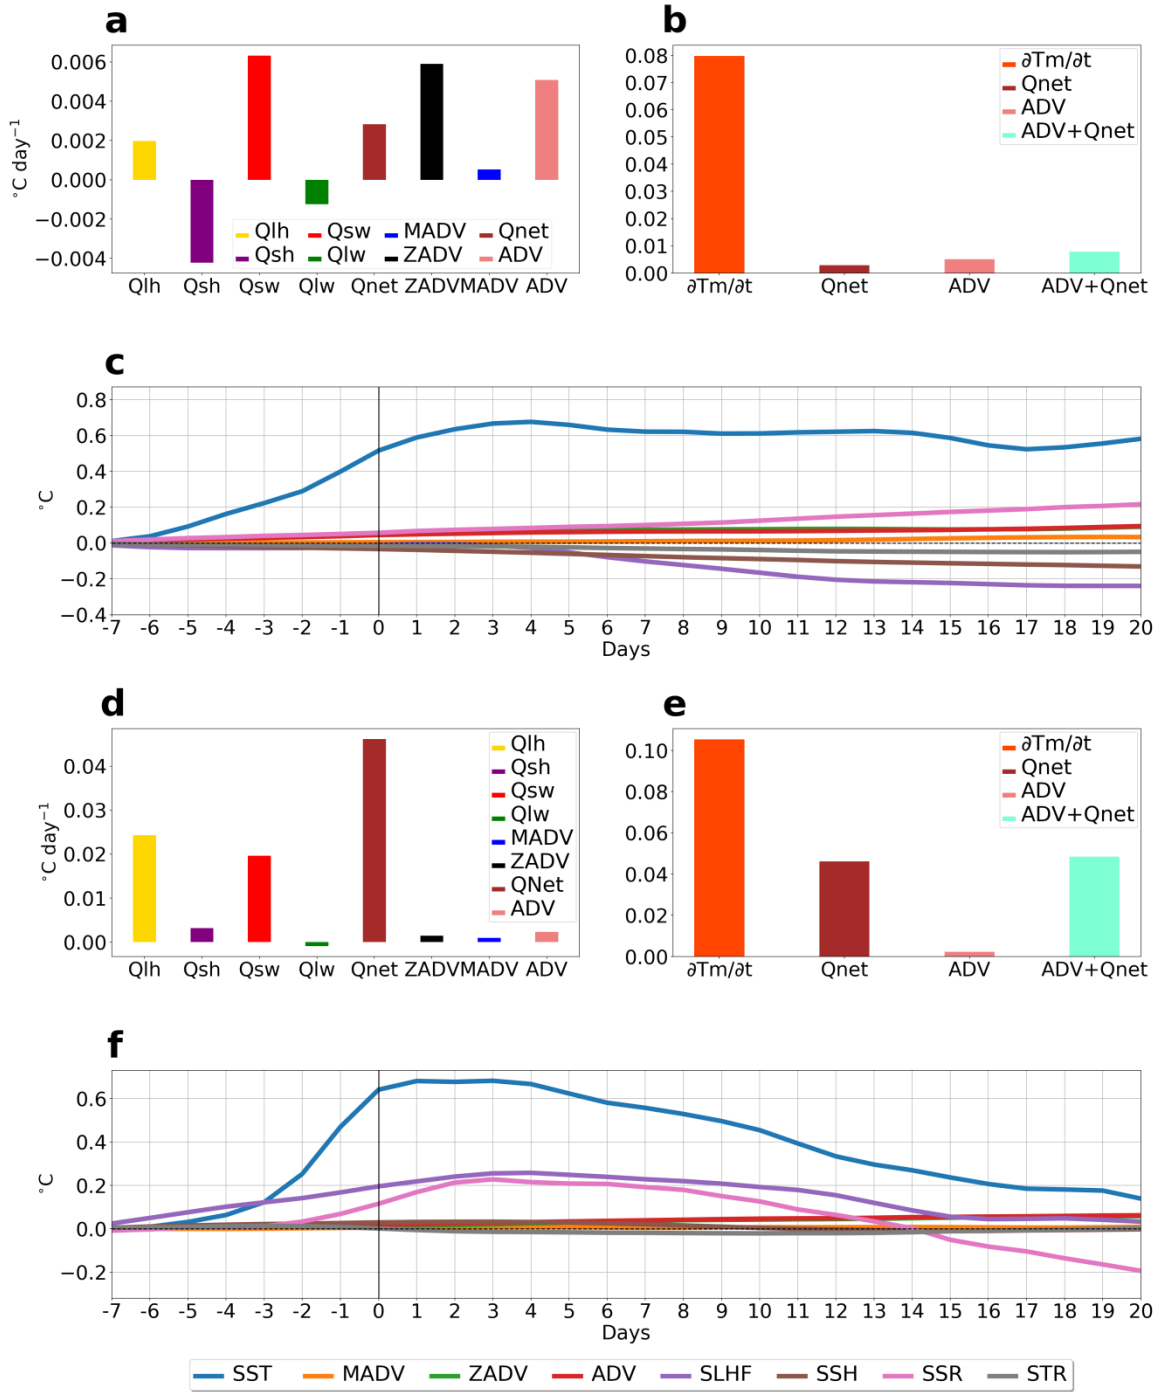 a
0.006
0.004
0.002
0.000
−0.002
−0.004
°C day−1
Qlh Qsw MADV Qnet
Qsh Qlw ZADV ADV
Qlh Qsh Qsw Qlw Qnet ZADV MADV ADV
b
0.08
0.07
0.06
0.05
0.04
0.03
0.02
0.01
0.00
∂Tm/∂t
Qnet
ADV
ADV+Qnet
∂Tm/∂t Qnet ADV ADV+Qnet
c
0.8
0.6
0.4
0.2
0.0
−0.2
−0.4
°C
-7 -6 -5 -4 -3 -2 -1 0 1 2 3 4 5 6 7 8 9 10 11 12 13 14 15 16 17 18 19 20
Days
d
0.04
0.03
0.02
0.01
0.00
°C day−1
Qlh
Qsh
Qsw
Qlw
MADV
ZADV
QNet
ADV
Qlh Qsh Qsw Qlw Qnet ZADV MADV ADV
e
0.10
0.08
0.06
0.04
0.02
0.00
∂Tm/∂t
Qnet
ADV
ADV+Qnet
∂Tm/∂t Qnet ADV ADV+Qnet
f
0.6
0.4
0.2
0.0
−0.2
°C
-7 -6 -5 -4 -3 -2 -1 0 1 2 3 4 5 6 7 8 9 10 11 12 13 14 15 16 17 18 19 20
Days
SST MADV ZADV ADV SLHF SSH SSR STR